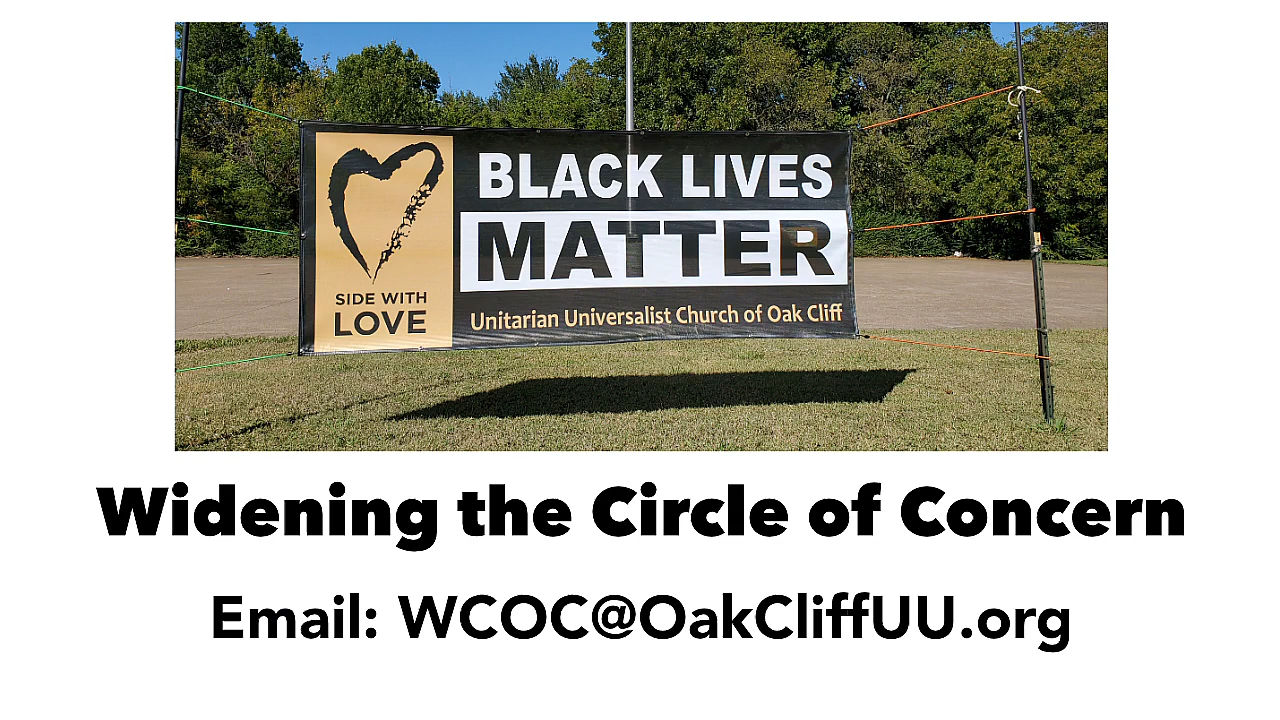 SIDE WITH
LOVE
BLACK LIVES
MATTER
Unitarian Universalist Church of Oak Cliff
Widening the Circle of Concern
Email: WCOC@OakCliffUU.org